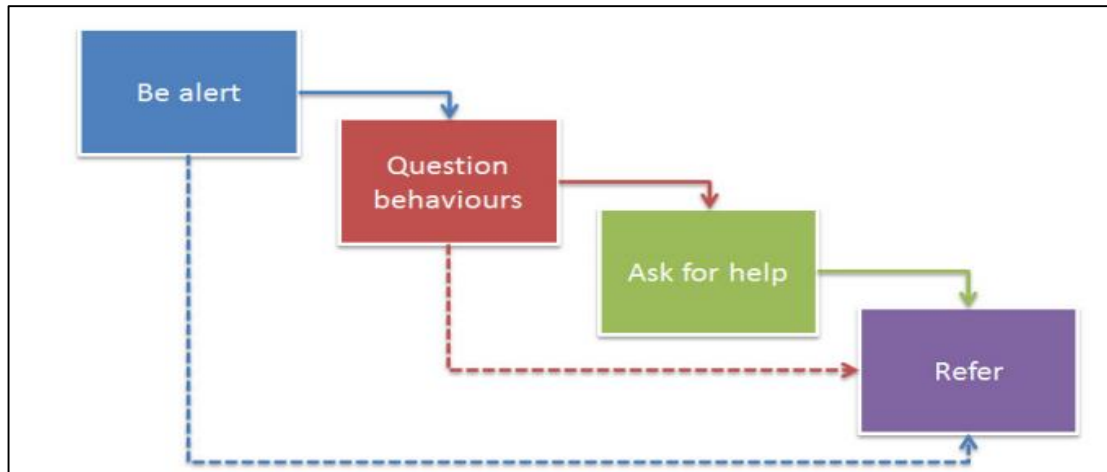 Be alert
Question
behaviours
Ask for help
Refer